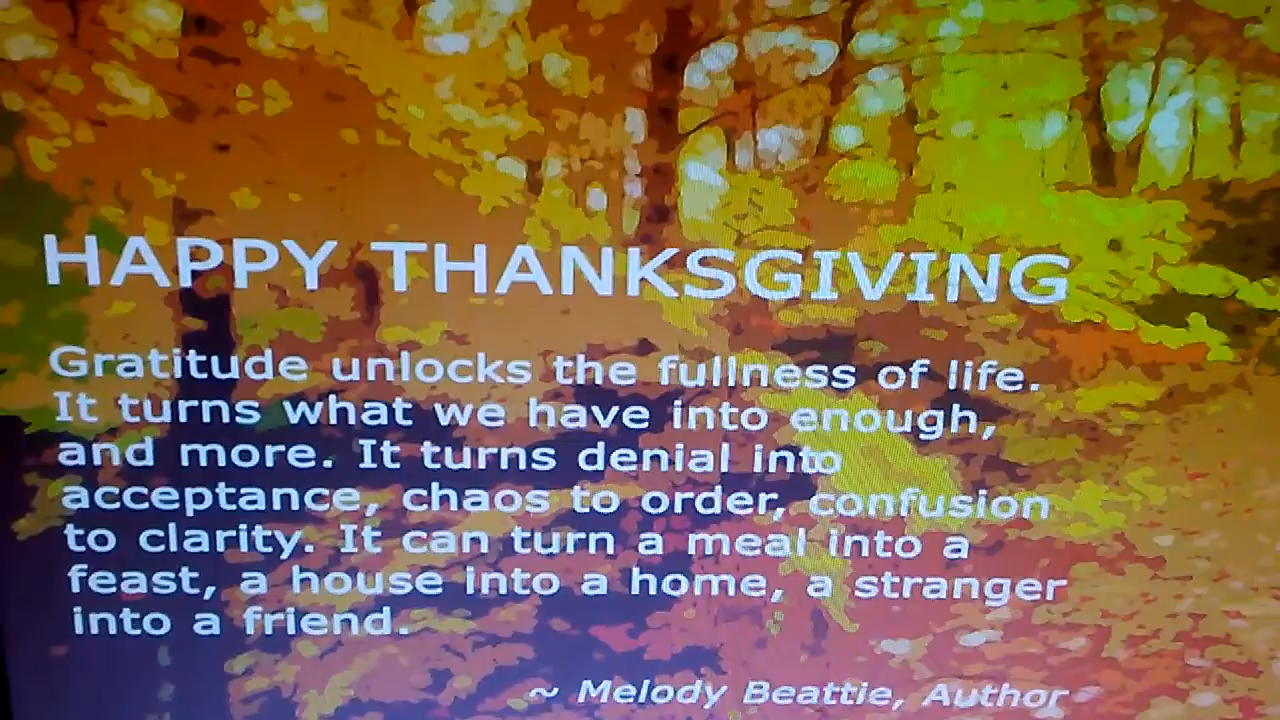 HAPPY THANKSGIVING
Gratitude unlocks the fullness of life.
It turns what we have into enough,
and more. It turns denial into
acceptance, chaos to order, confusion
to clarity. It can turn a meal into a
feast, a house into a home, a stranger
into a friend.
~ Melody Beattie, Author